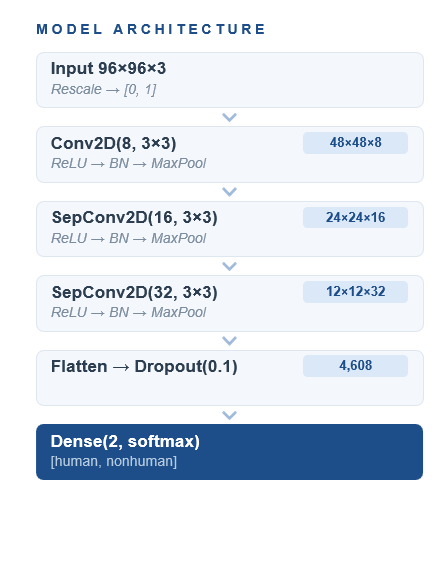 MODEL ARCHITECTURE
Input 96×96×3
Rescale → [0, 1]
Conv2D(8, 3×3)
48×48×8
ReLU → BN → MaxPool
SepConv2D(16, 3×3)
24×24×16
ReLU → BN → MaxPool
SepConv2D(32, 3×3)
12×12×32
ReLU → BN → MaxPool
Flatten → Dropout(0.1)
4,608
Dense(2, softmax)
[human, nonhuman]